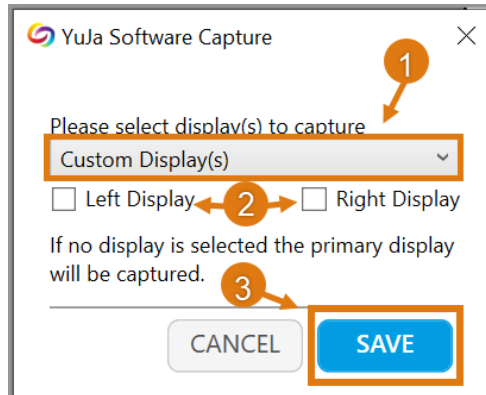 YuJa Software Capture
1
Please select display(s) to capture
Custom Display(s)
Left Display 2 Right Display
If no display is selected the primary display
will be captured.
3
CANCEL SAVE